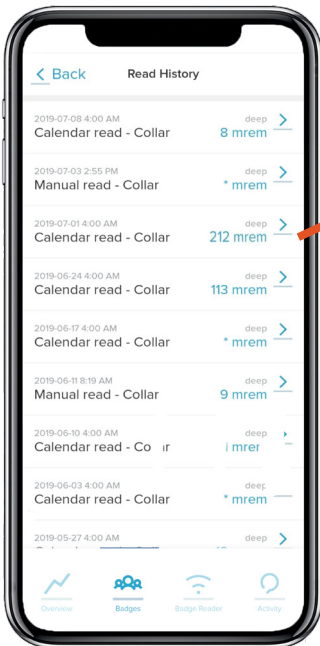 Back
Read History
2019-07-08 4:00 AM
deep
Calendar read - Collar
8 mrem
2019-07-03 2:55 PM
deep
Manual read - Collar
* mrem
2019-07-01 4:00 AM
deep
Calendar read - Collar
212 mrem
2019-06-24 4:00 AM
deep
Calendar read - Collar
113 mrem
2019-06-17 4:00 AM
deep
Calendar read - Collar
* mrem
2019-06-11 8:19 AM
deep
Manual read - Collar
9 mrem
2019-06-10 4:00 AM
deep
Calendar read -
2019-06-03 4:00 AM
Calendar read - Collar
* mrem
2019-05-27 4:00 AM
deep
Overview
Badges
Badge Reader
Activity